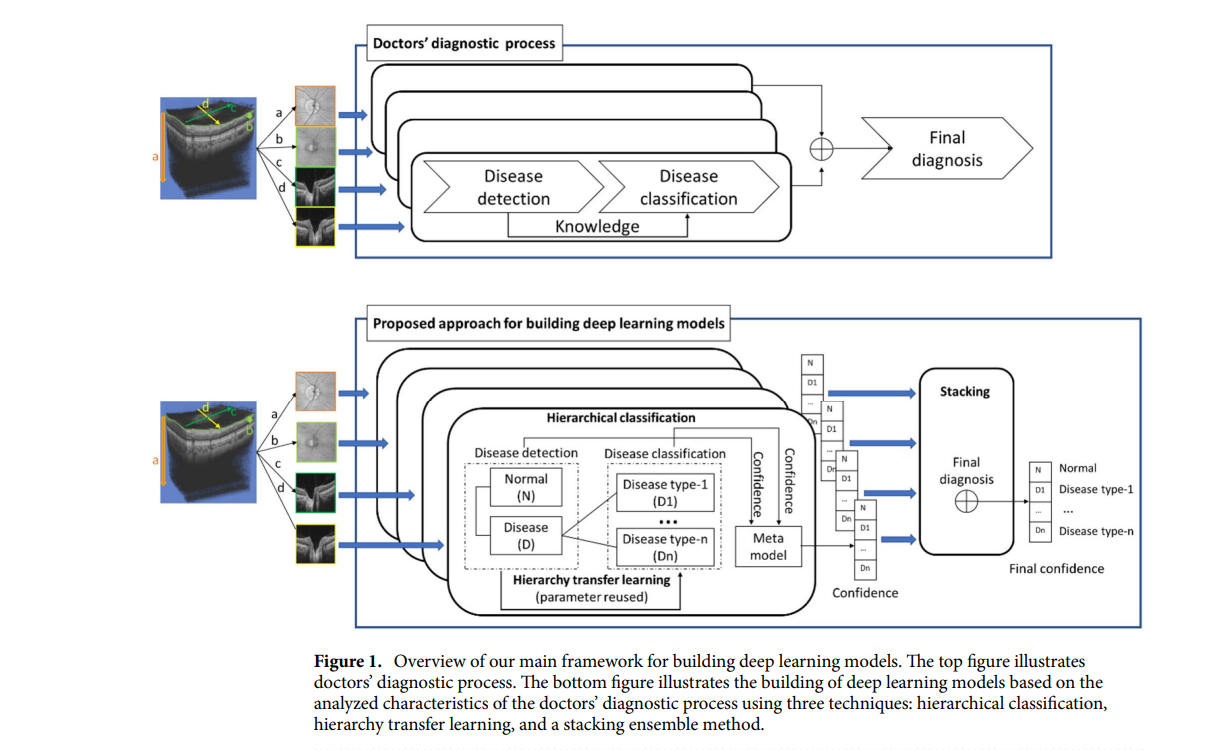 Doctors' diagnostic process
d
c
b
a
a
b
c
d
Disease
detection
Disease
classification
Knowledge
Final
diagnosis
Proposed approach for building deep learning models
d
c
b
a
a
b
c
d
Hierarchical classification
Disease detection
Disease classification
Normal
(N)
Disease
(D)
Disease type-1
(D1)
•••
Disease type-n
(Dn)
Hierarchy transfer learning
(parameter reused)
Confidence
Confidence
Meta
model
N
D1
...
Dn
N
D1
...
Dn
N
D1
...
Dn
N
D1
...
Dn
Confidence
Stacking
Final
diagnosis
N
Normal
D1
Disease type-1
...
...
Dn
Disease type-n
Final confidence
Figure 1. Overview of our main framework for building deep learning models. The top figure illustrates
doctors' diagnostic process. The bottom figure illustrates the building of deep learning models based on the
analyzed characteristics of the doctors' diagnostic process using three techniques: hierarchical classification,
hierarchy transfer learning, and a stacking ensemble method.